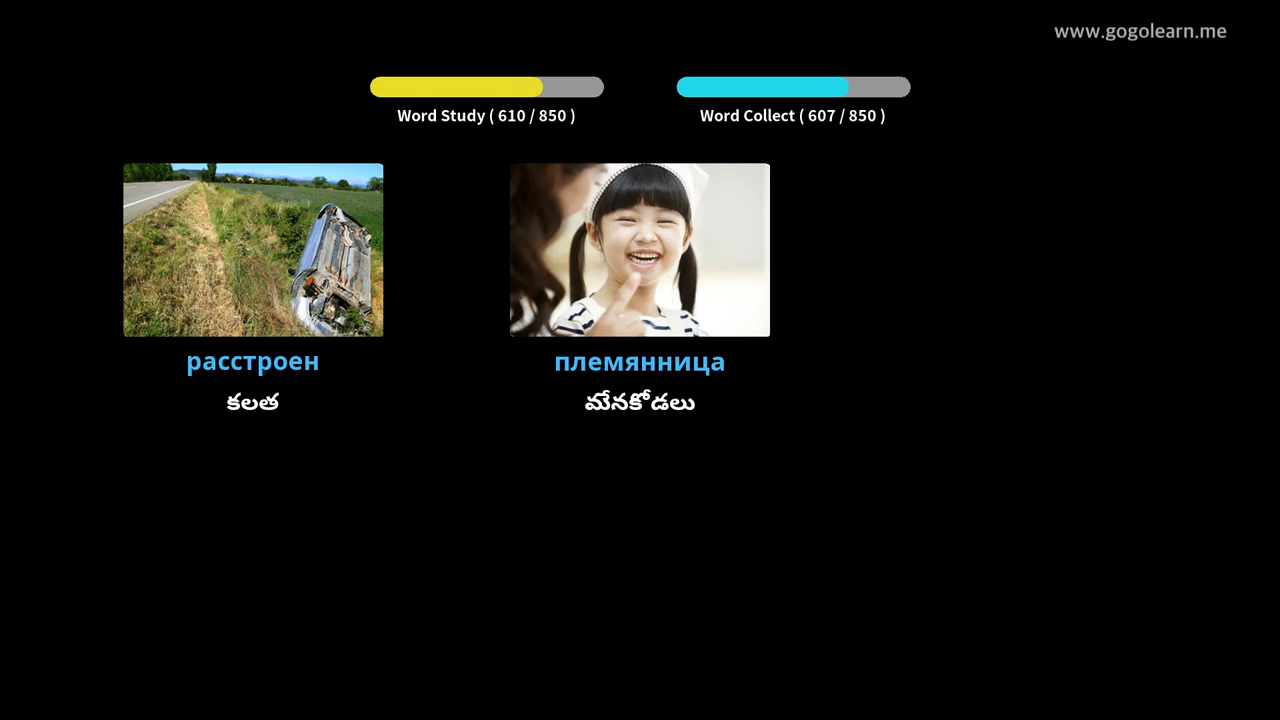 www.gogolearn.me
Word Study ( 610 / 850 )
Word Collect ( 607 / 850 )
расстроен
племянница
కలత
మేనకోడలు